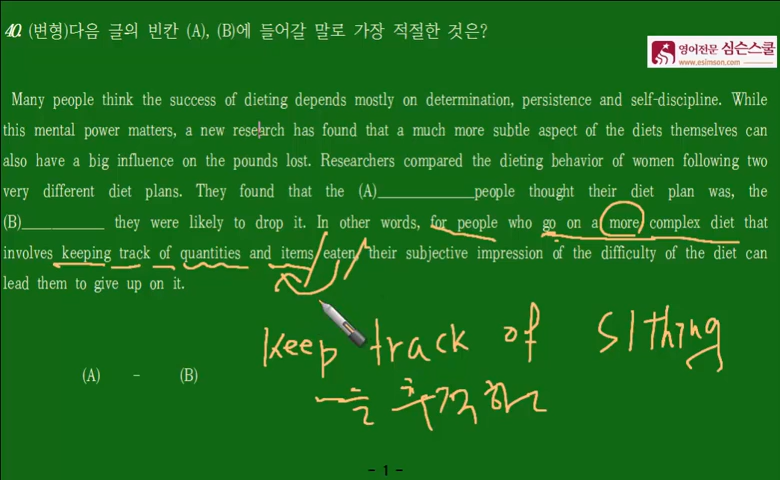 40. (변형)다음 글의 빈칸 (A), (B)에 들어갈 말로 가장 적절한 것은?
영어전문 심슨스쿨
www.esimson.com
Many people think the success of dieting depends mostly on determination, persistence and self-discipline. While
this mental power matters, a new research has found that a much more subtle aspect of the diets themselves can
also have a big influence on the pounds lost. Researchers compared the dieting behavior of women following two
very different diet plans. They found that the (A)____________people thought their diet plan was, the
(B)__________ they were likely to drop it. In other words, for people who go on a more complex diet that
involves keeping track of quantities and items eaten, their subjective impression of the difficulty of the diet can
lead them to give up on it.
keep track of s/thing
~을 추적하다
(A) - (B)
- 1 -